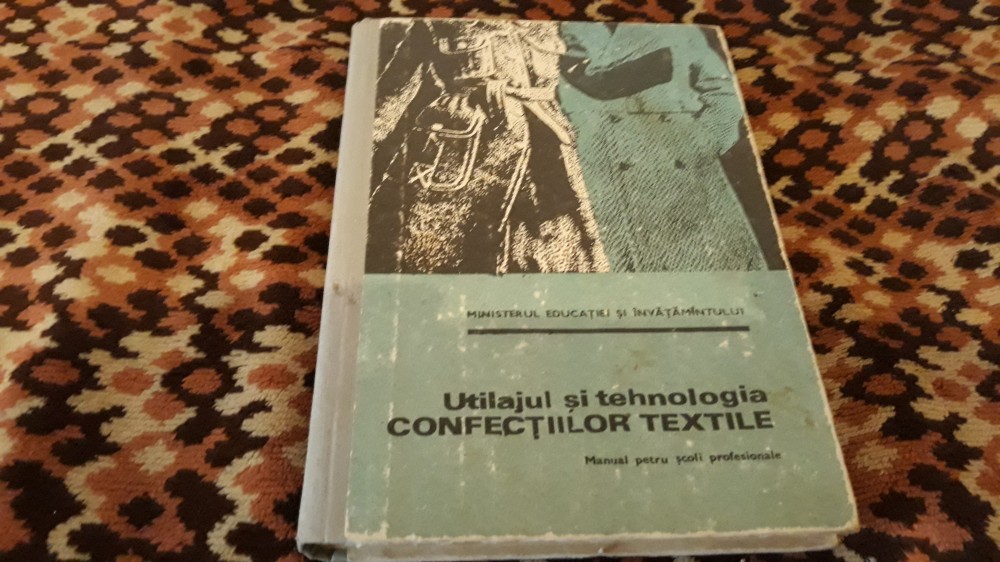 MINISTERUL EDUCAȚIEI ȘI ÎNVĂȚĂMÎNTULUI
Utilajul și tehnologia
CONFECȚIILOR TEXTILE
Manual petru școli profesionale